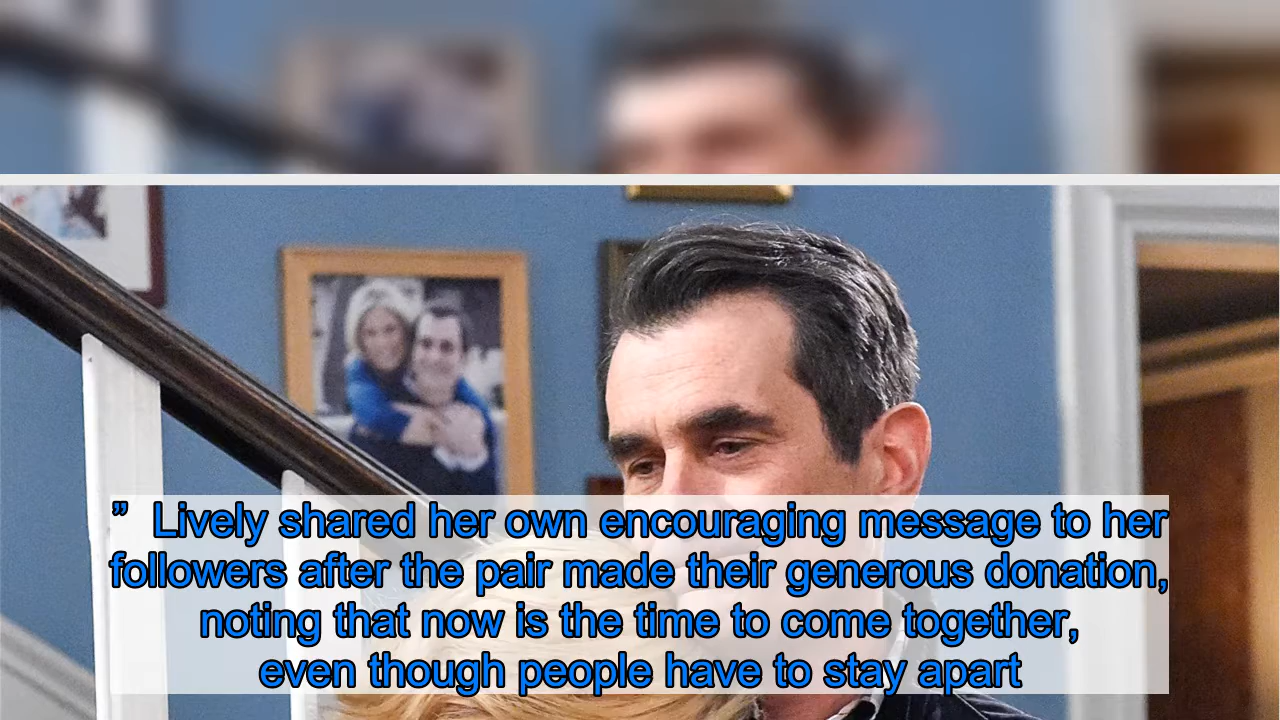 ” Lively shared her own encouraging message to her
followers after the pair made their generous donation,
noting that now is the time to come together,
even though people have to stay apart